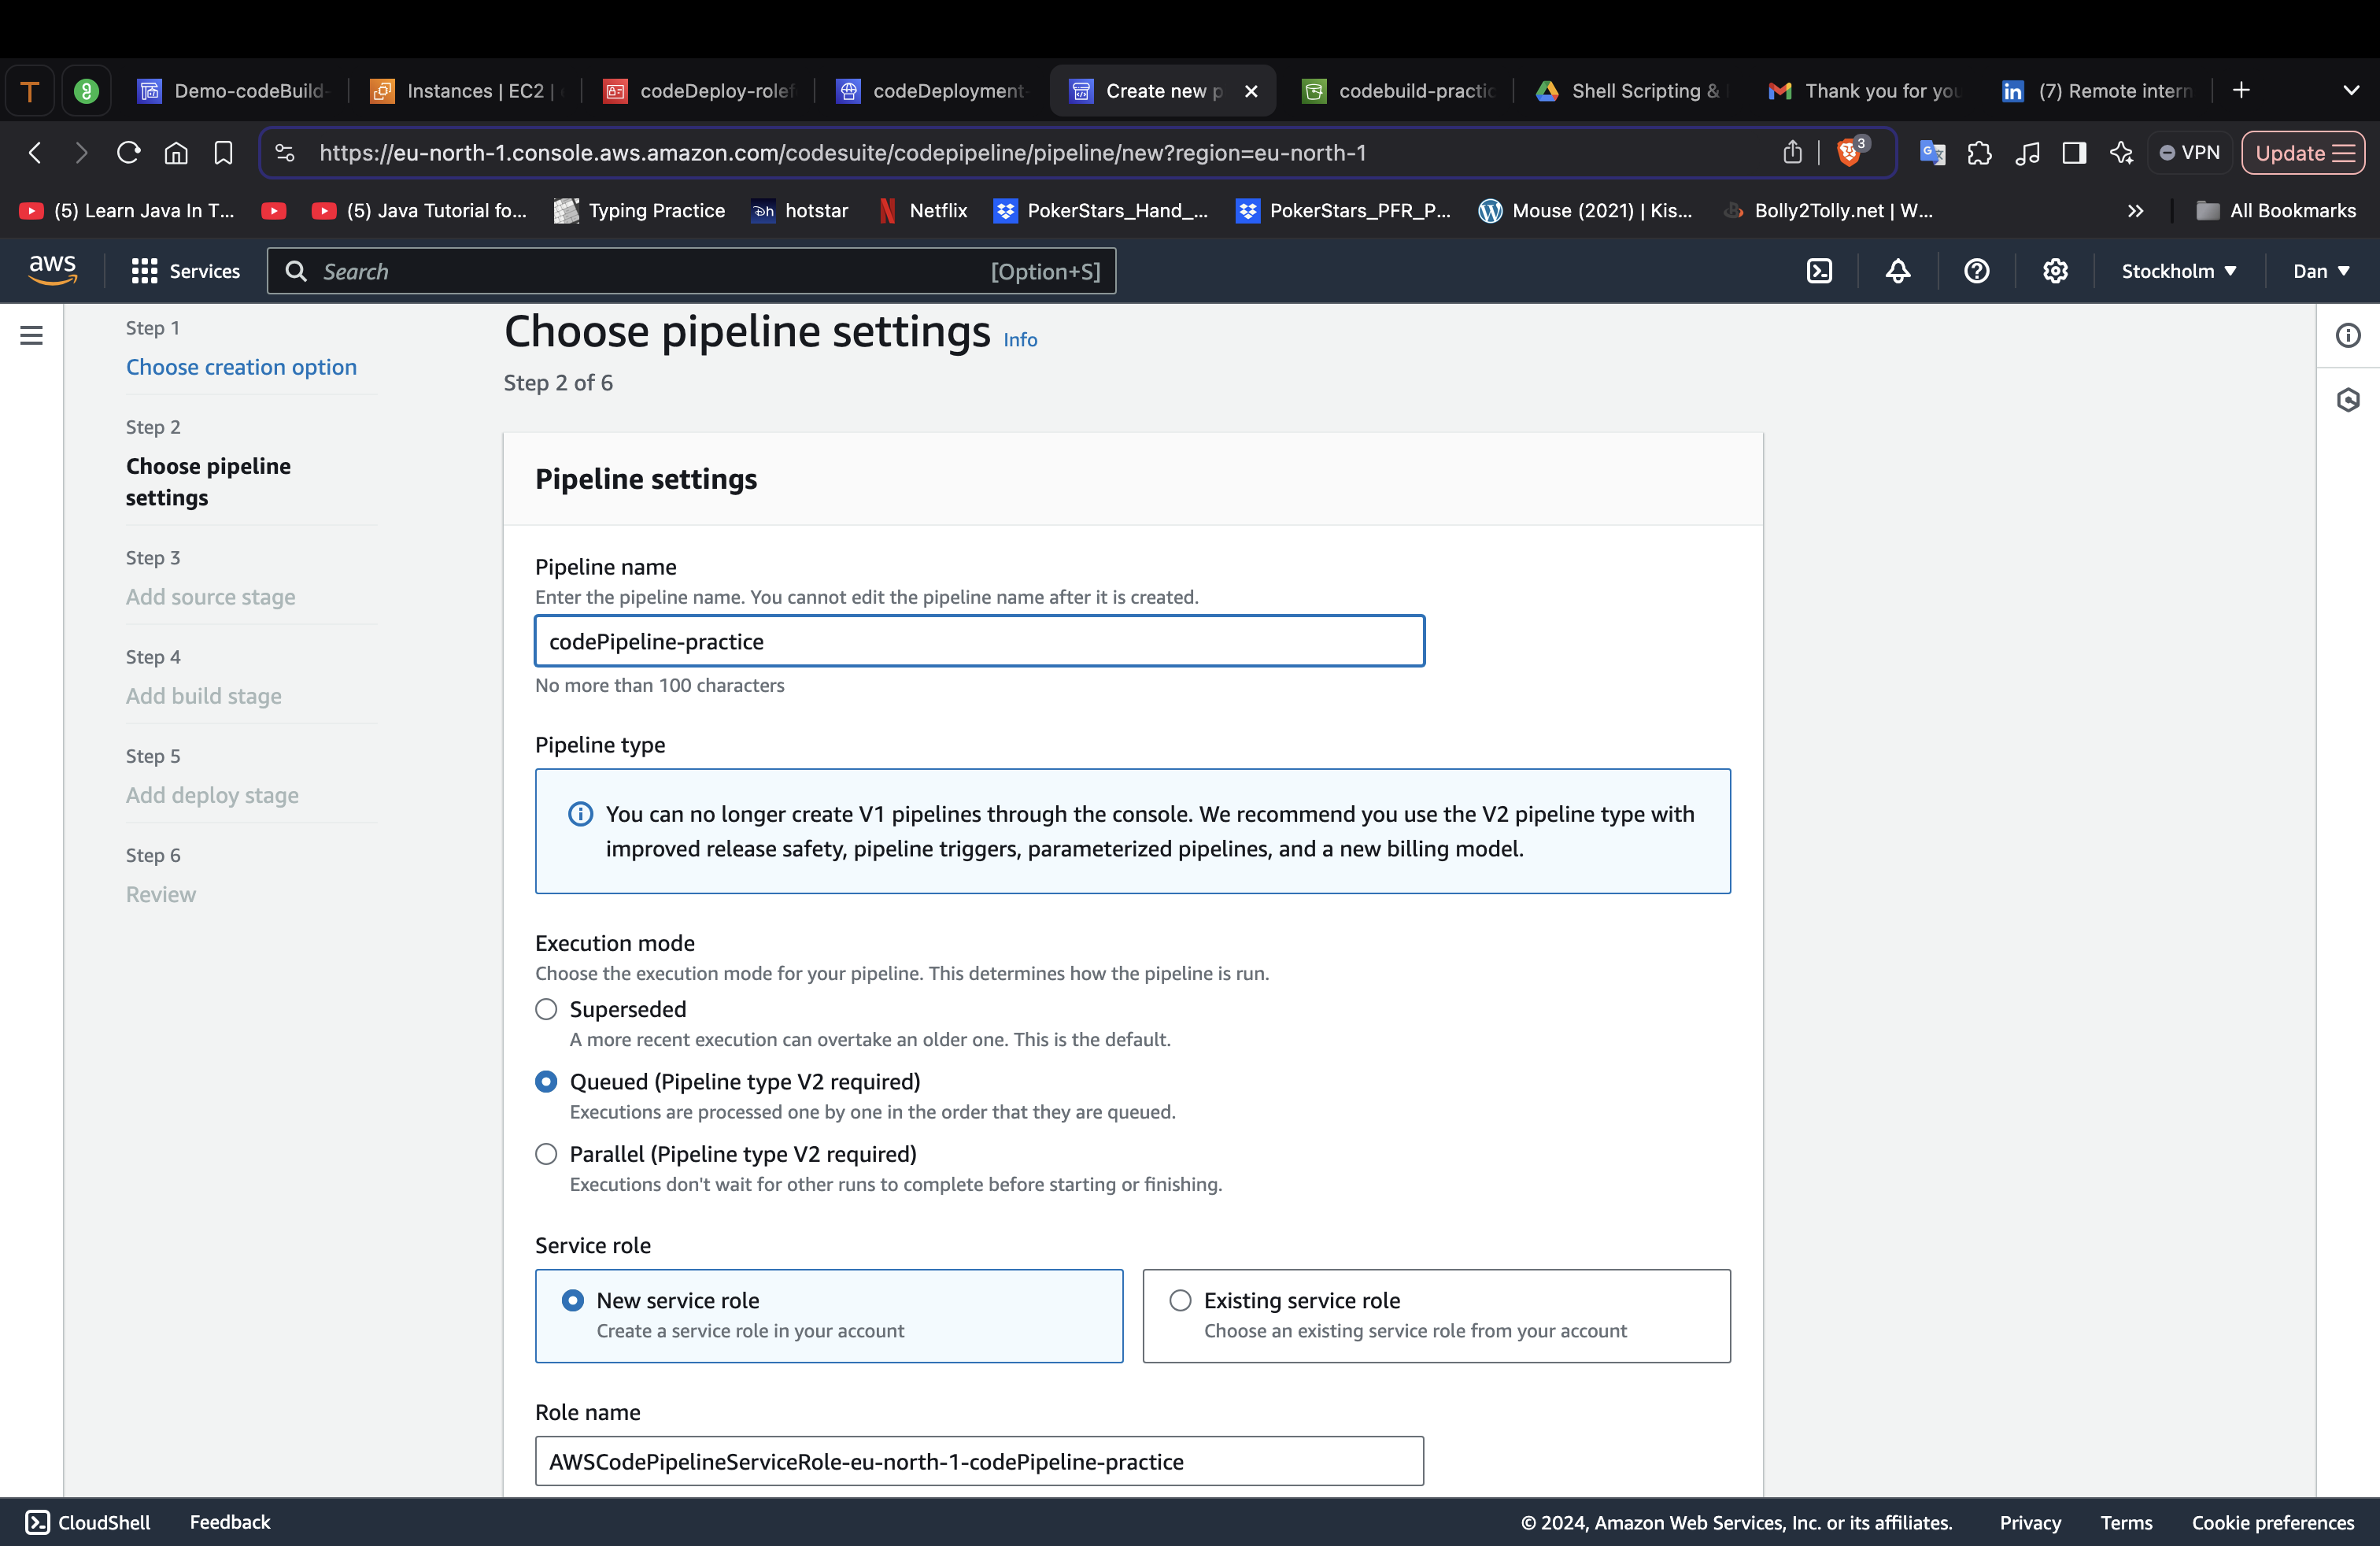 T
Demo-codeBuild-
Instances | EC2 |
codeDeploy-rolef
codeDeployment-
Create new p
codebuild-practic
Shell Scripting &
Thank you for you
(7) Remote intern
https://eu-north-1.console.aws.amazon.com/codesuite/codepipeline/pipeline/new?region=eu-north-1
3
VPN
Update
(5) Learn Java In T...
(5) Java Tutorial fo...
Typing Practice
hotstar
Netflix
PokerStars_Hand_...
PokerStars_PFR_P...
Mouse (2021) | Kis...
Bolly2Tolly.net | W...
All Bookmarks
aws
Services
Search
[Option+S]
Stockholm
Dan
Step 1
Choose creation option
Step 2
Choose pipeline
settings
Step 3
Add source stage
Step 4
Add build stage
Step 5
Add deploy stage
Step 6
Review
Choose pipeline settings Info
Step 2 of 6
Pipeline settings
Pipeline name
Enter the pipeline name. You cannot edit the pipeline name after it is created.
codePipeline-practice
No more than 100 characters
Pipeline type
You can no longer create V1 pipelines through the console. We recommend you use the V2 pipeline type with
improved release safety, pipeline triggers, parameterized pipelines, and a new billing model.
Execution mode
Choose the execution mode for your pipeline. This determines how the pipeline is run.
Superseded
A more recent execution can overtake an older one. This is the default.
Queued (Pipeline type V2 required)
Executions are processed one by one in the order that they are queued.
Parallel (Pipeline type V2 required)
Executions don't wait for other runs to complete before starting or finishing.
Service role
New service role
Create a service role in your account
Existing service role
Choose an existing service role from your account
Role name
AWSCodePipelineServiceRole-eu-north-1-codePipeline-practice
CloudShell
Feedback
© 2024, Amazon Web Services, Inc. or its affiliates.
Privacy
Terms
Cookie preferences